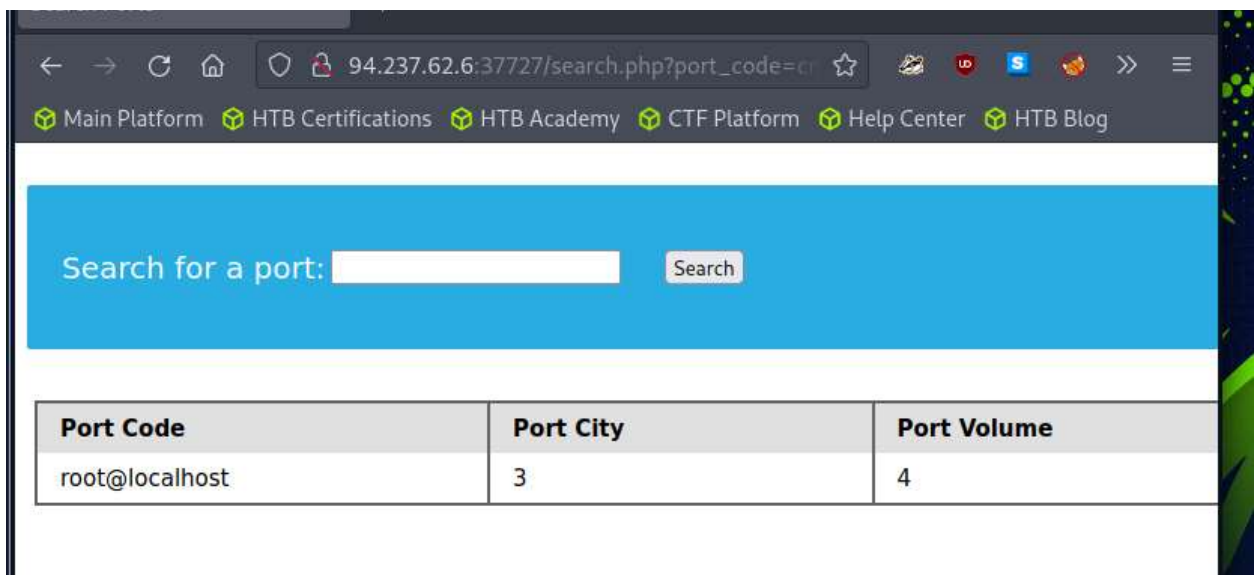 94.237.62.6:37727/search.php?port_code=c
Main Platform HTB Certifications HTB Academy CTF Platform Help Center HTB Blog
Search for a port: Search
Port Code Port City Port Volume
root@localhost 3 4